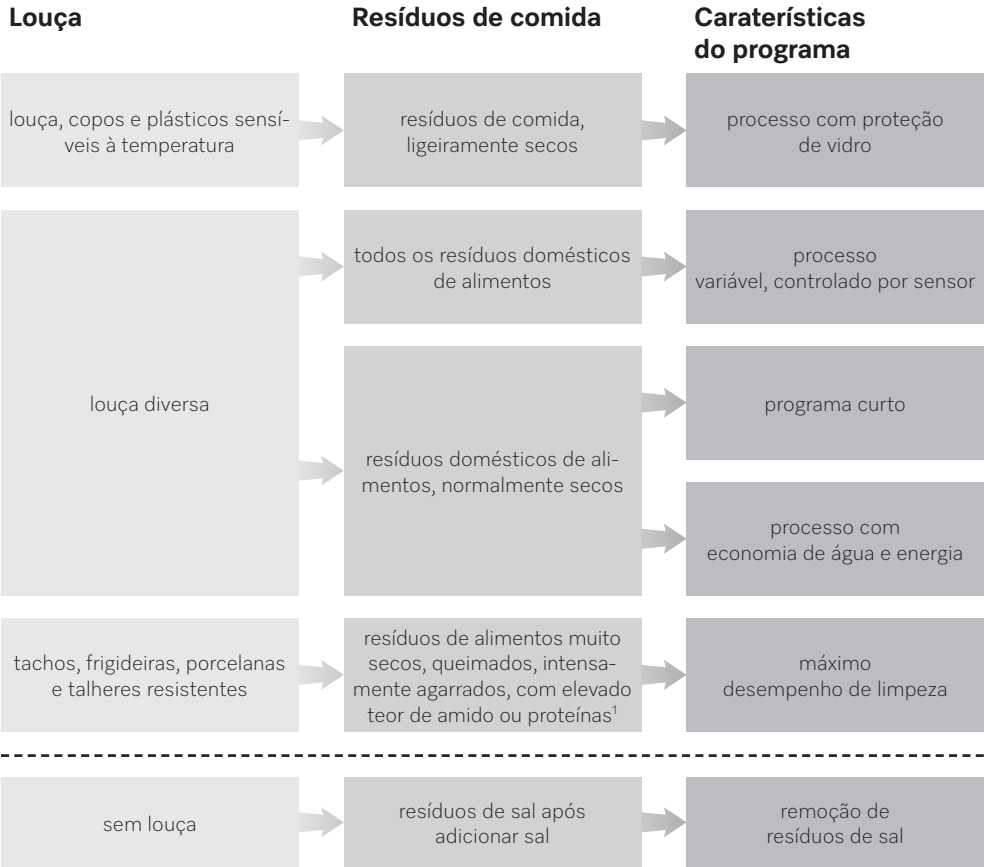 Louça
Resíduos de comida
Caraterísticas
do programa
louça, copos e plásticos sensí-
veis à temperatura
resíduos de comida,
ligeiramente secos
processo com proteção
de vidro
louça diversa
todos os resíduos domésticos
de alimentos
processo
variável, controlado por sensor
resíduos domésticos de ali-
mentos, normalmente secos
programa curto
processo com
economia de água e energia
tachos, frigideiras, porcelanas
e talheres resistentes
resíduos de alimentos muito
secos, queimados, intensa-
mente agarrados, com elevado
teor de amido ou proteínas¹
máximo
desempenho de limpeza
sem louça
resíduos de sal após
adicionar sal
remoção de
resíduos de sal